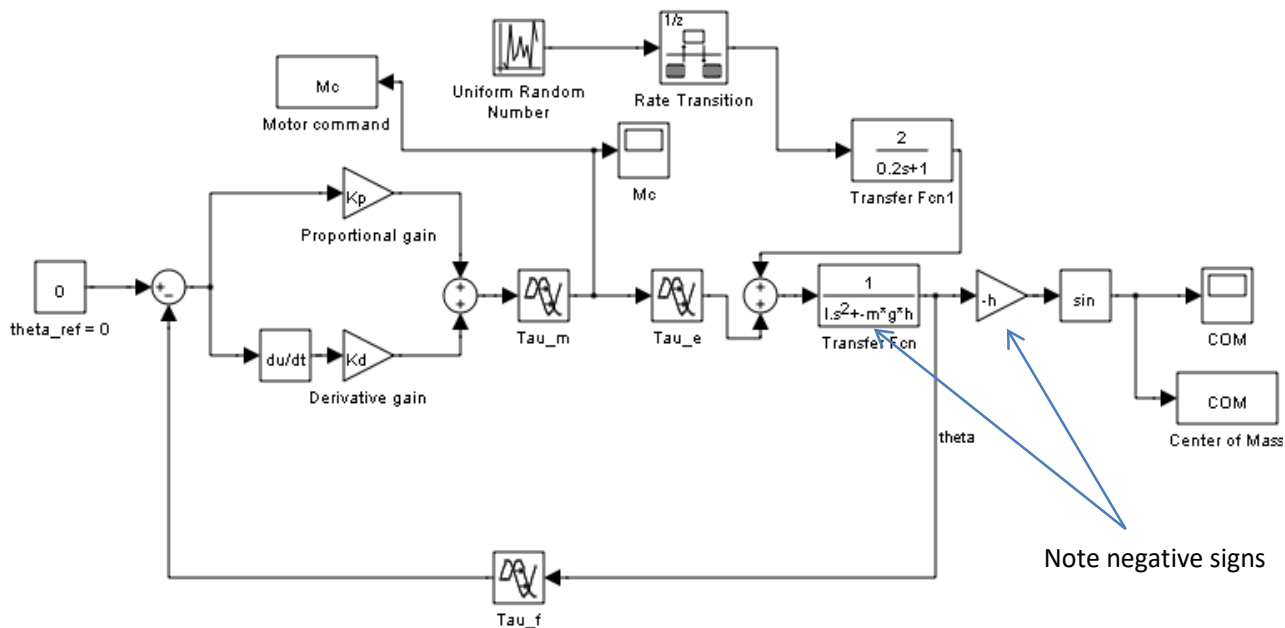 1/z
Mc
Motor command
Uniform Random
Number
Rate Transition
Mc
2
0.2s+1
Transfer Fcn1
Kp
Proportional gain
0
theta_ref = 0
+
-
+
+
du/dt
Kd
Derivative gain
Tau_m
Tau_e
+
+
1
I.s²+-m*g*h
Transfer Fcn
-h
sin
COM
COM
Center of Mass
theta
Tau_f
Note negative signs